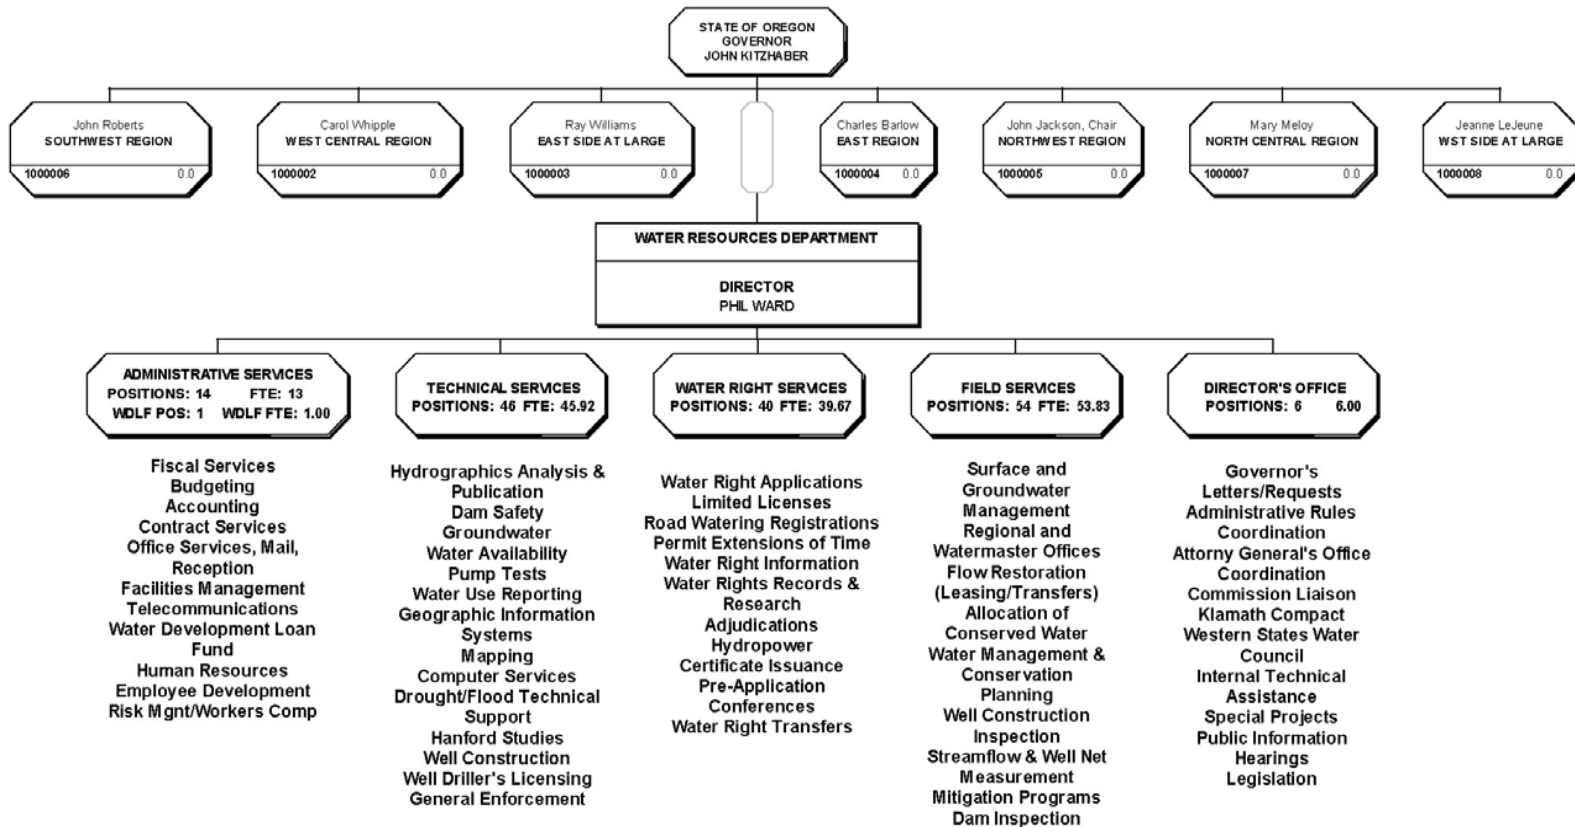 STATE OF OREGON
GOVERNOR
JOHN KITZHABER
John Roberts
SOUTHWEST REGION
1000006 0.0
Carol Whipple
WEST CENTRAL REGION
1000002 0.0
Ray Williams
EAST SIDE AT LARGE
1000003 0.0
Charles Barlow
EAST REGION
1000004 0.0
John Jackson, Chair
NORTHWEST REGION
1000005 0.0
Mary Meloy
NORTH CENTRAL REGION
1000007 0.0
Jeanne LeJeune
WST SIDE AT LARGE
1000008 0.0
WATER RESOURCES DEPARTMENT
DIRECTOR
PHIL WARD
ADMINISTRATIVE SERVICES
POSITIONS: 14 FTE: 13
WDLF POS: 1 WDLF FTE: 1.00
Fiscal Services
Budgeting
Accounting
Contract Services
Office Services, Mail,
Reception
Facilities Management
Telecommunications
Water Development Loan
Fund
Human Resources
Employee Development
Risk Mgnt/Workers Comp
TECHNICAL SERVICES
POSITIONS: 46 FTE: 45.92
Hydrographics Analysis &
Publication
Dam Safety
Groundwater
Water Availability
Pump Tests
Water Use Reporting
Geographic Information
Systems
Mapping
Computer Services
Drought/Flood Technical
Support
Hanford Studies
Well Construction
Well Driller's Licensing
General Enforcement
WATER RIGHT SERVICES
POSITIONS: 40 FTE: 39.67
Water Right Applications
Limited Licenses
Road Watering Registrations
Permit Extensions of Time
Water Right Information
Water Rights Records &
Research
Adjudications
Hydropower
Certificate Issuance
Pre-Application
Conferences
Water Right Transfers
FIELD SERVICES
POSITIONS: 54 FTE: 53.83
Surface and
Groundwater
Management
Regional and
Watermaster Offices
Flow Restoration
(Leasing/Transfers)
Allocation of
Conserved Water
Water Management &
Conservation
Planning
Well Construction
Inspection
Streamflow & Well Net
Measurement
Mitigation Programs
Dam Inspection
DIRECTOR'S OFFICE
POSITIONS: 6 6.00
Governor's
Letters/Requests
Administrative Rules
Coordination
Attorny General's Office
Coordination
Commission Liaison
Klamath Compact
Western States Water
Council
Internal Technical
Assistance
Special Projects
Public Information
Hearings
Legislation